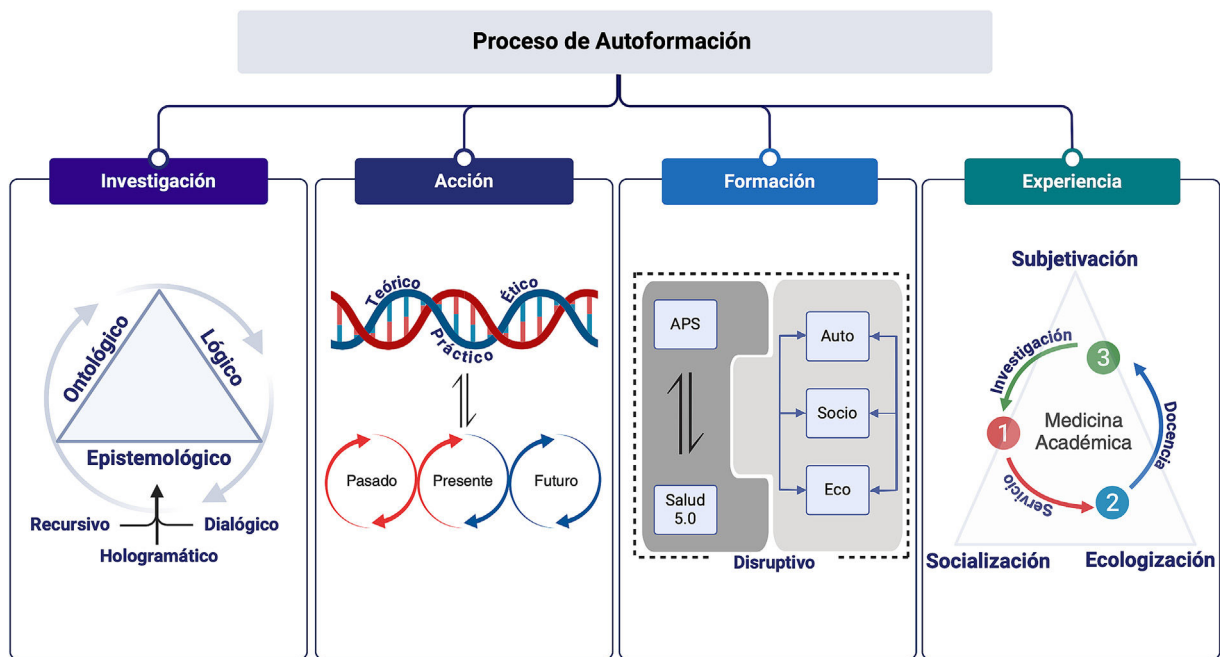 Proceso de Autoformación
Investigación
Ontológico
Lógico
Epistemológico
Recursivo
Dialógico
Hologramático
Acción
Teórico
Ético
Práctico
Pasado
Presente
Futuro
Formación
APS
Salud
5.0
Auto
Socio
Eco
Disruptivo
Experiencia
Subjetivación
Investigación
3
1
Medicina
Académica
Docencia
Servicio
2
Socialización
Ecologización